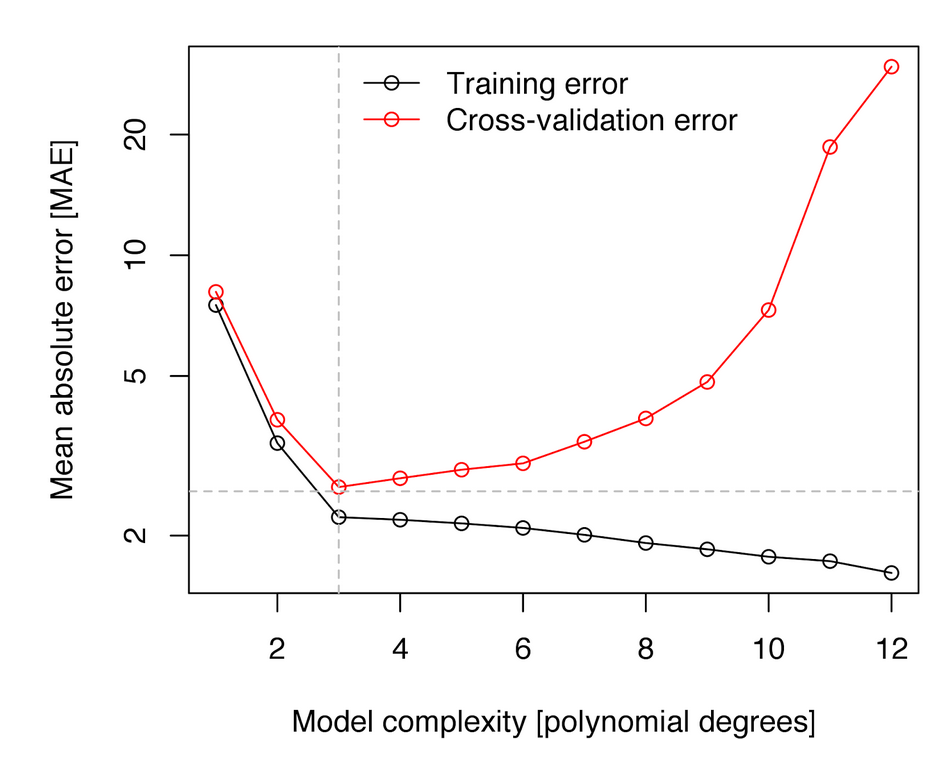 Training error
Cross-validation error
Mean absolute error [MAE]
20
10
5
2
2 4 6 8 10 12
Model complexity [polynomial degrees]